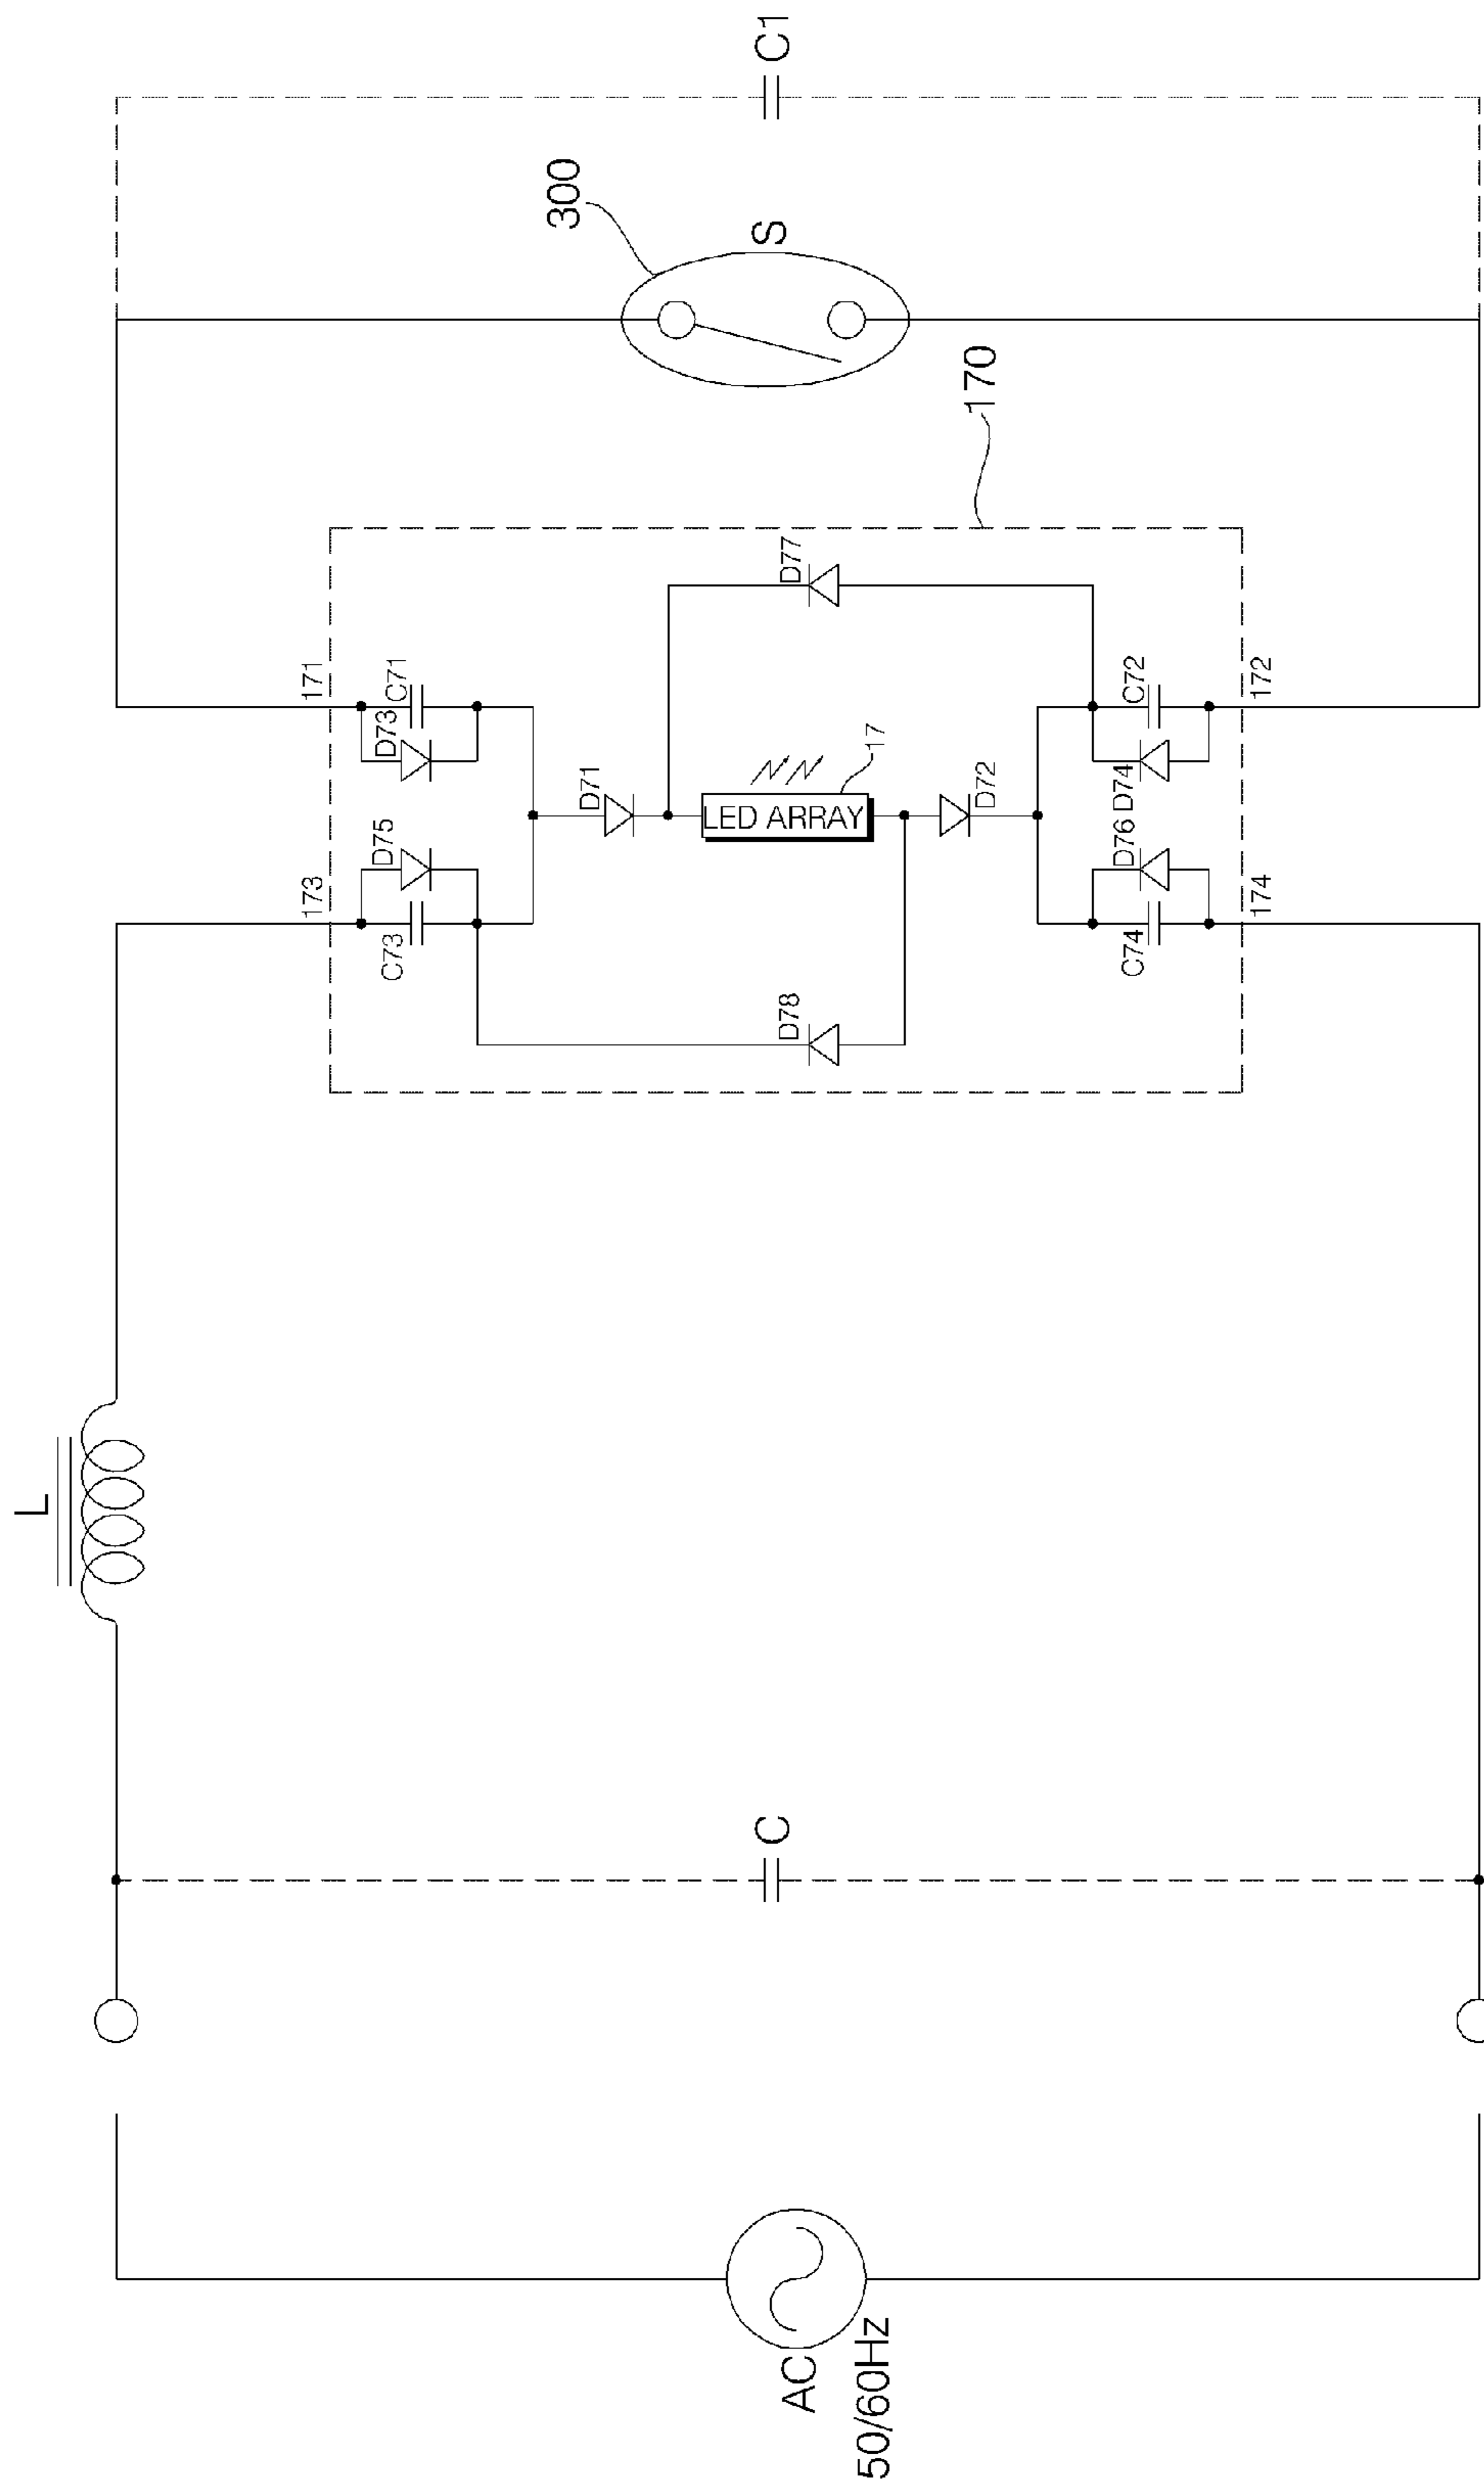 C1
300
S
170
D77
171
C71
D73
C72
172
17
D71
LED ARRAY
D72
D74
D75
D76
173
174
C73
C74
D78
L
C
AC
50/60Hz